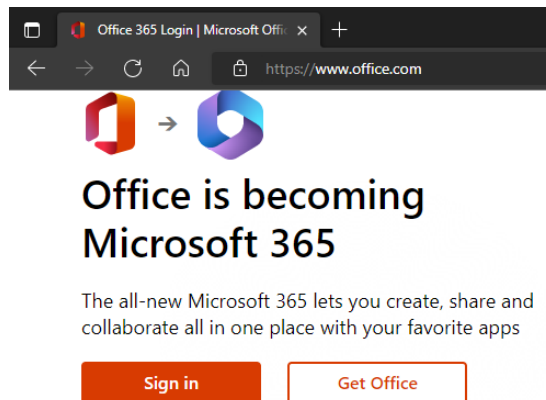 Office 365 Login | Microsoft Offic
https://www.office.com
Office is becoming
Microsoft 365
The all-new Microsoft 365 lets you create, share and
collaborate all in one place with your favorite apps
Sign in
Get Office